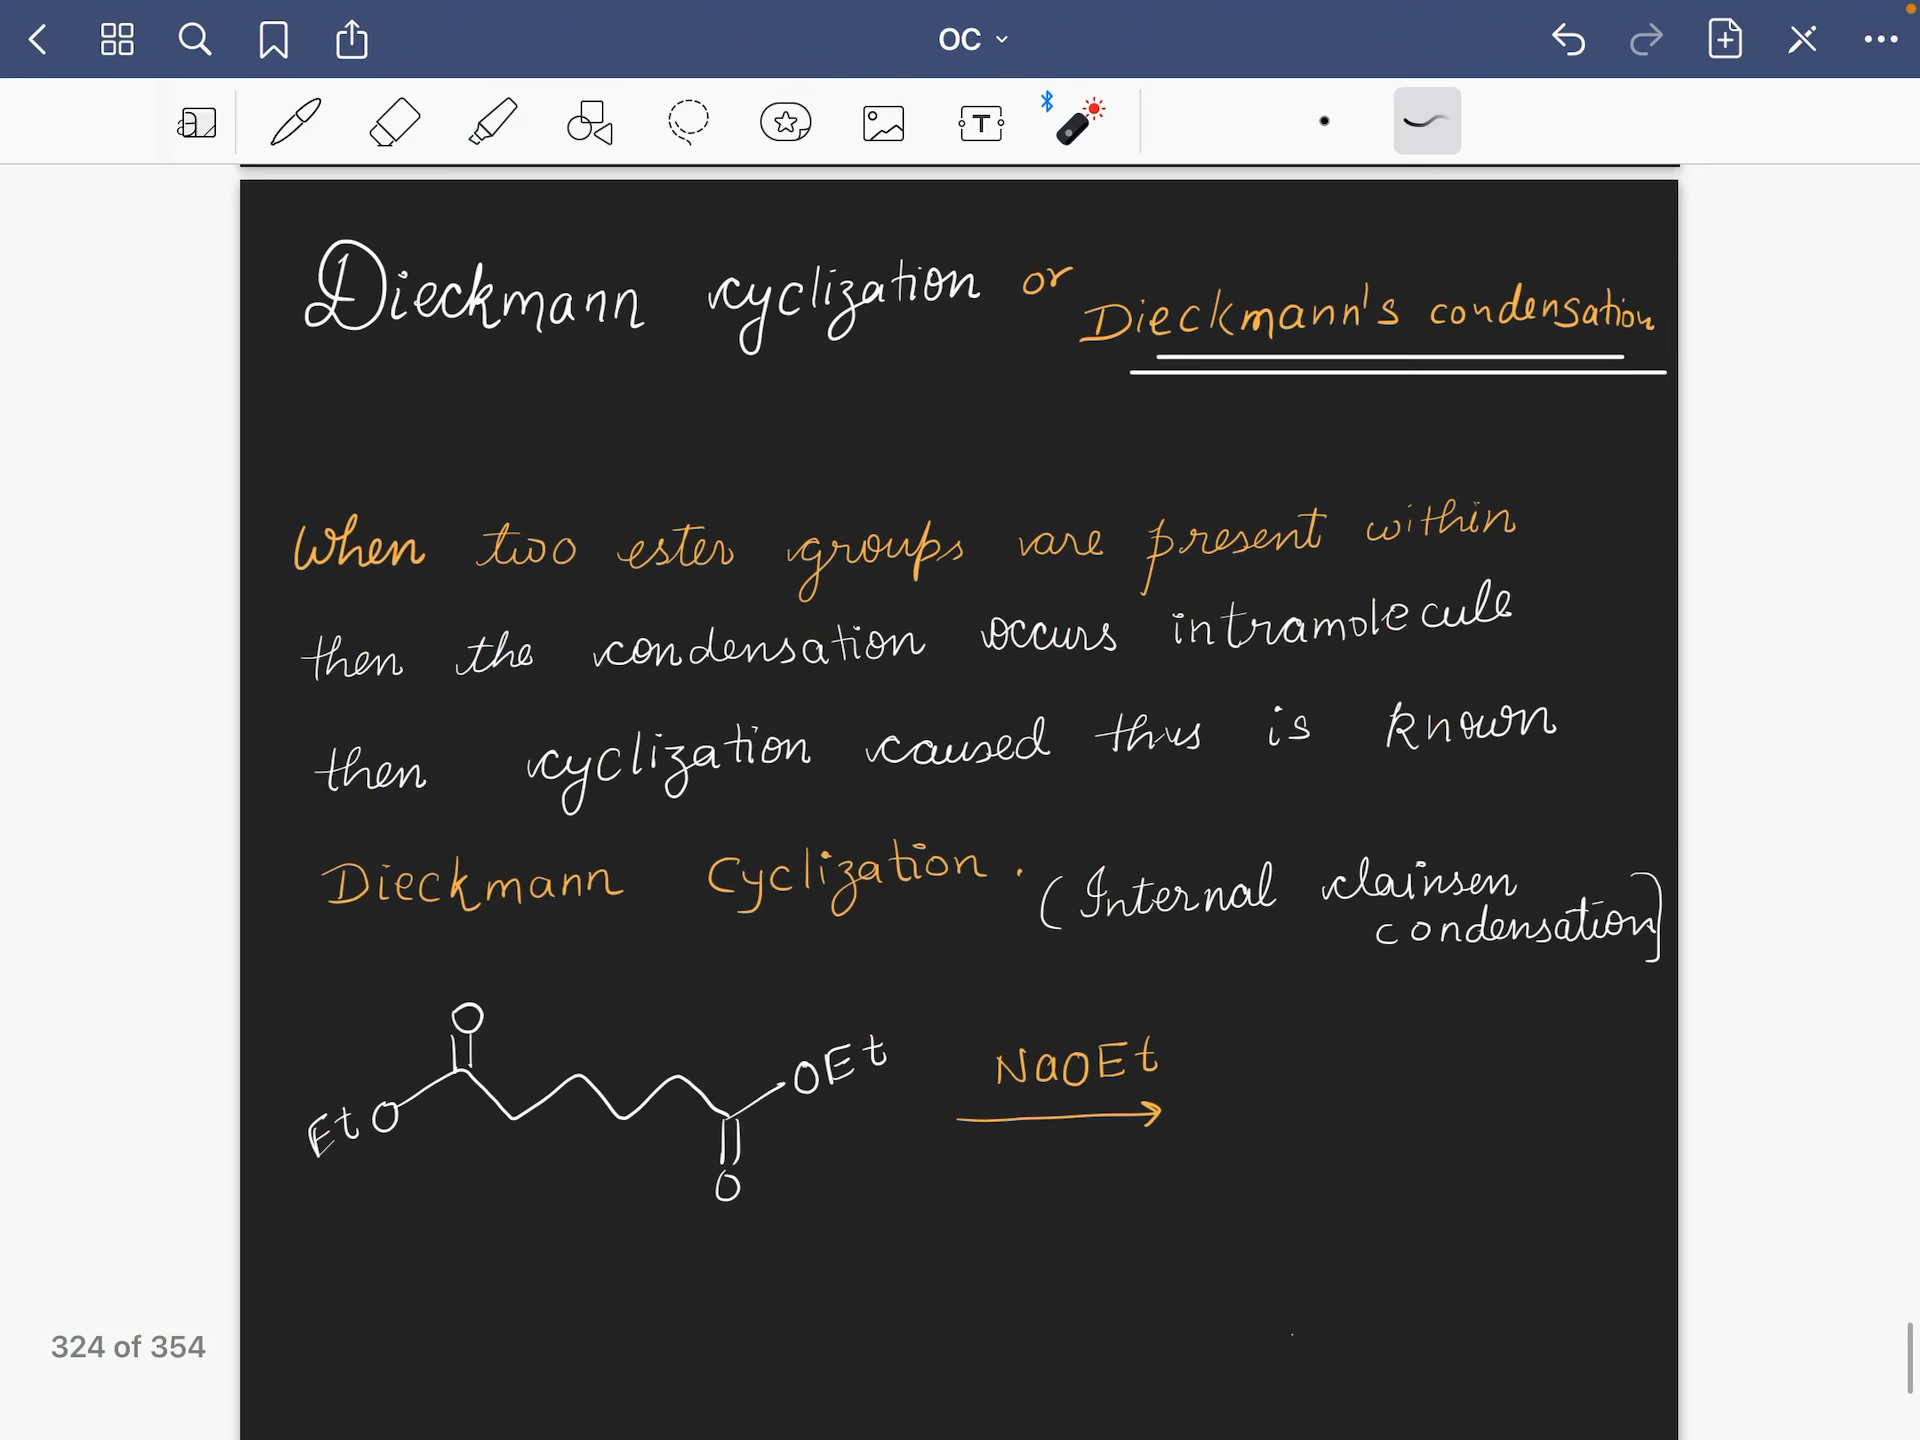 OC
Dieckmann cyclization or Dieckmann's condensation
When two ester groups are present within
then the condensation occurs intramolecule
then cyclization caused thus is known
Dieckmann Cyclization. (Internal clainsen
condensation]
O
EtO
OEt
O
NaOEt
324 of 354